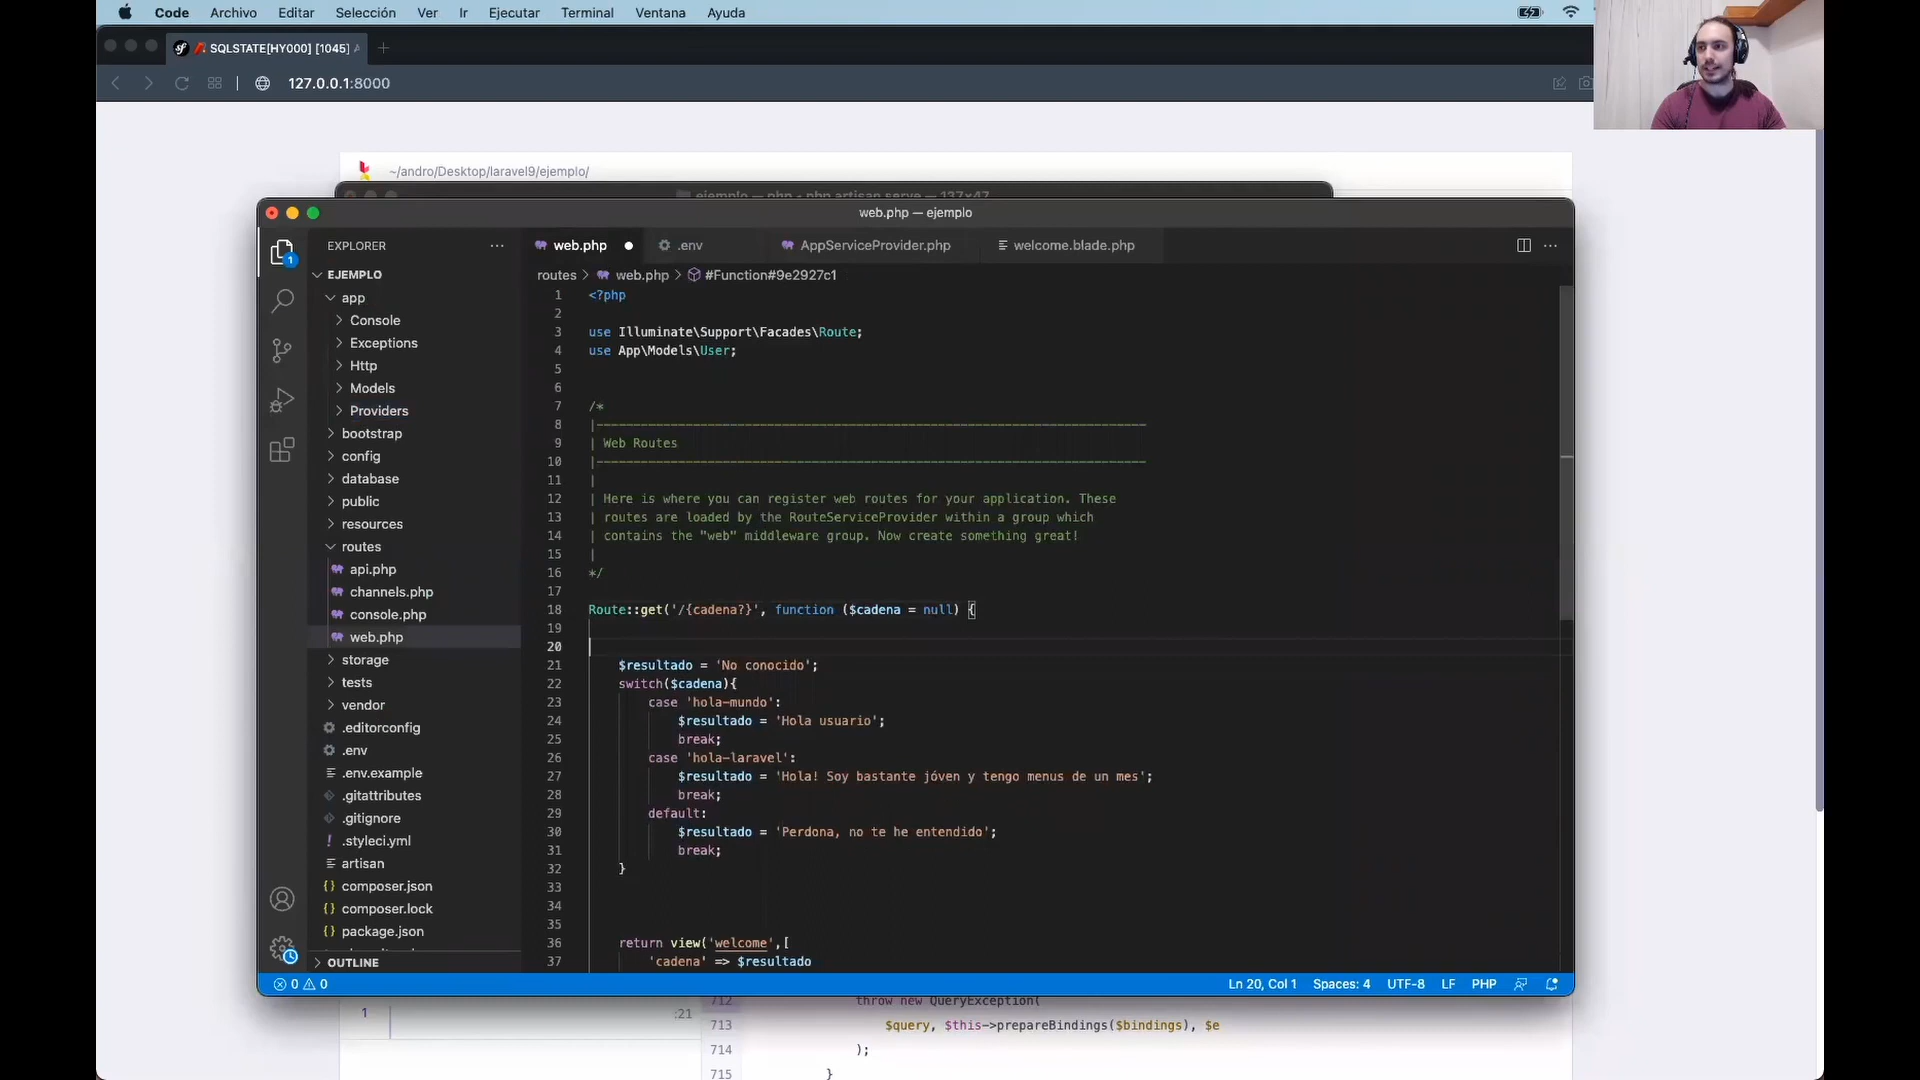 Code Archivo Editar Selección Ver Ir Ejecutar Terminal Ventana Ayuda
SQLSTATE[HY000] [1045]
127.0.0.1:8000
~/andro/Desktop/laravel9/ejemplo/
ejemplo — php - php artisan serve — 137×47
web.php — ejemplo
EXPLORER
web.php
.env
AppServiceProvider.php
welcome.blade.php
routes > web.php > #Function#9e2927c1
EJEMPLO
app
Console
Exceptions
Http
Models
Providers
bootstrap
config
database
public
resources
routes
api.php
channels.php
console.php
web.php
storage
tests
vendor
.editorconfig
.env
.env.example
.gitattributes
.gitignore
.styleci.yml
artisan
composer.json
composer.lock
package.json
OUTLINE
1 <?php
2
3 use Illuminate\Support\Facades\Route;
4 use App\Models\User;
5
6
7 /*
8 |--------------------------------------------------------------------------
9 | Web Routes
10 |--------------------------------------------------------------------------
11 |
12 | Here is where you can register web routes for your application. These
13 | routes are loaded by the RouteServiceProvider within a group which
14 | contains the "web" middleware group. Now create something great!
15 |
16 */
17
18 Route::get('/{cadena?}', function ($cadena = null) {
19
20
21 $resultado = 'No conocido';
22 switch($cadena){
23 case 'hola-mundo':
24 $resultado = 'Hola usuario';
25 break;
26 case 'hola-laravel':
27 $resultado = 'Hola! Soy bastante jóven y tengo menus de un mes';
28 break;
29 default:
30 $resultado = 'Perdona, no te he entendido';
31 break;
32 }
33
34
35
36 return view('welcome',[
37 'cadena' => $resultado
0 0
Ln 20, Col 1 Spaces: 4 UTF-8 LF PHP
1
:21
712 throw new QueryException(
713 $query, $this->prepareBindings($bindings), $e
714 );
715 }